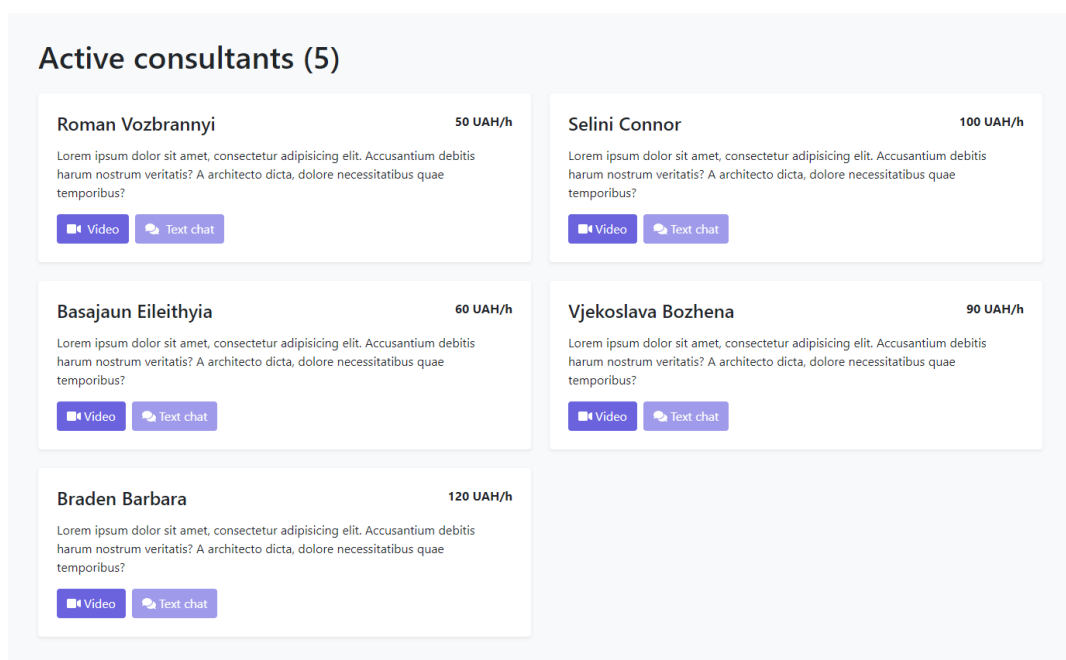 Active consultants (5)
Roman Vozbrannyi
50 UAH/h
Lorem ipsum dolor sit amet, consectetur adipisicing elit. Accusantium debitis
harum nostrum veritatis? A architecto dicta, dolore necessitatibus quae
temporibus?
Video
Text chat
Selini Connor
100 UAH/h
Lorem ipsum dolor sit amet, consectetur adipisicing elit. Accusantium debitis
harum nostrum veritatis? A architecto dicta, dolore necessitatibus quae
temporibus?
Video
Text chat
Basajaun Eileithyia
60 UAH/h
Lorem ipsum dolor sit amet, consectetur adipisicing elit. Accusantium debitis
harum nostrum veritatis? A architecto dicta, dolore necessitatibus quae
temporibus?
Video
Text chat
Vjekoslava Bozhena
90 UAH/h
Lorem ipsum dolor sit amet, consectetur adipisicing elit. Accusantium debitis
harum nostrum veritatis? A architecto dicta, dolore necessitatibus quae
temporibus?
Video
Text chat
Braden Barbara
120 UAH/h
Lorem ipsum dolor sit amet, consectetur adipisicing elit. Accusantium debitis
harum nostrum veritatis? A architecto dicta, dolore necessitatibus quae
temporibus?
Video
Text chat